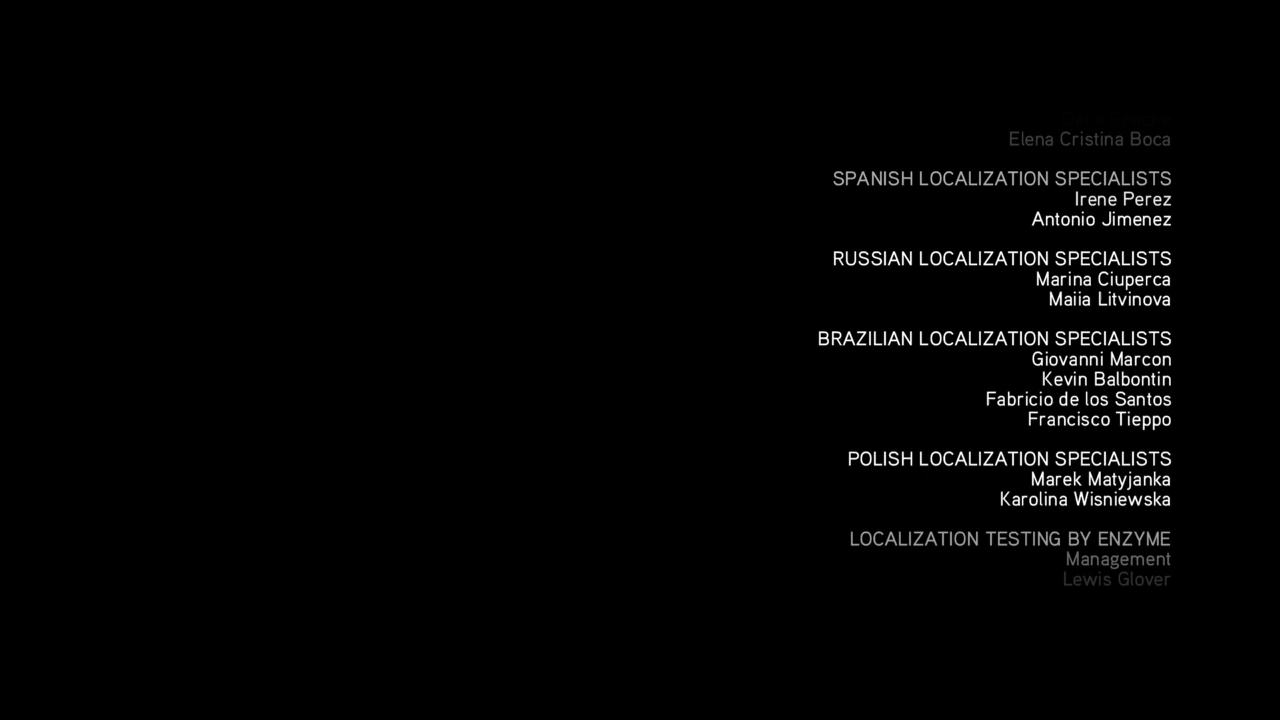 Elena Cristina Boca
SPANISH LOCALIZATION SPECIALISTS
Irene Perez
Antonio Jimenez
RUSSIAN LOCALIZATION SPECIALISTS
Marina Ciuperca
Maiia Litvinova
BRAZILIAN LOCALIZATION SPECIALISTS
Giovanni Marcon
Kevin Balbontin
Fabricio de los Santos
Francisco Tieppo
POLISH LOCALIZATION SPECIALISTS
Marek Matyjanka
Karolina Wisniewska
LOCALIZATION TESTING BY ENZYME
Management
Lewis Glover